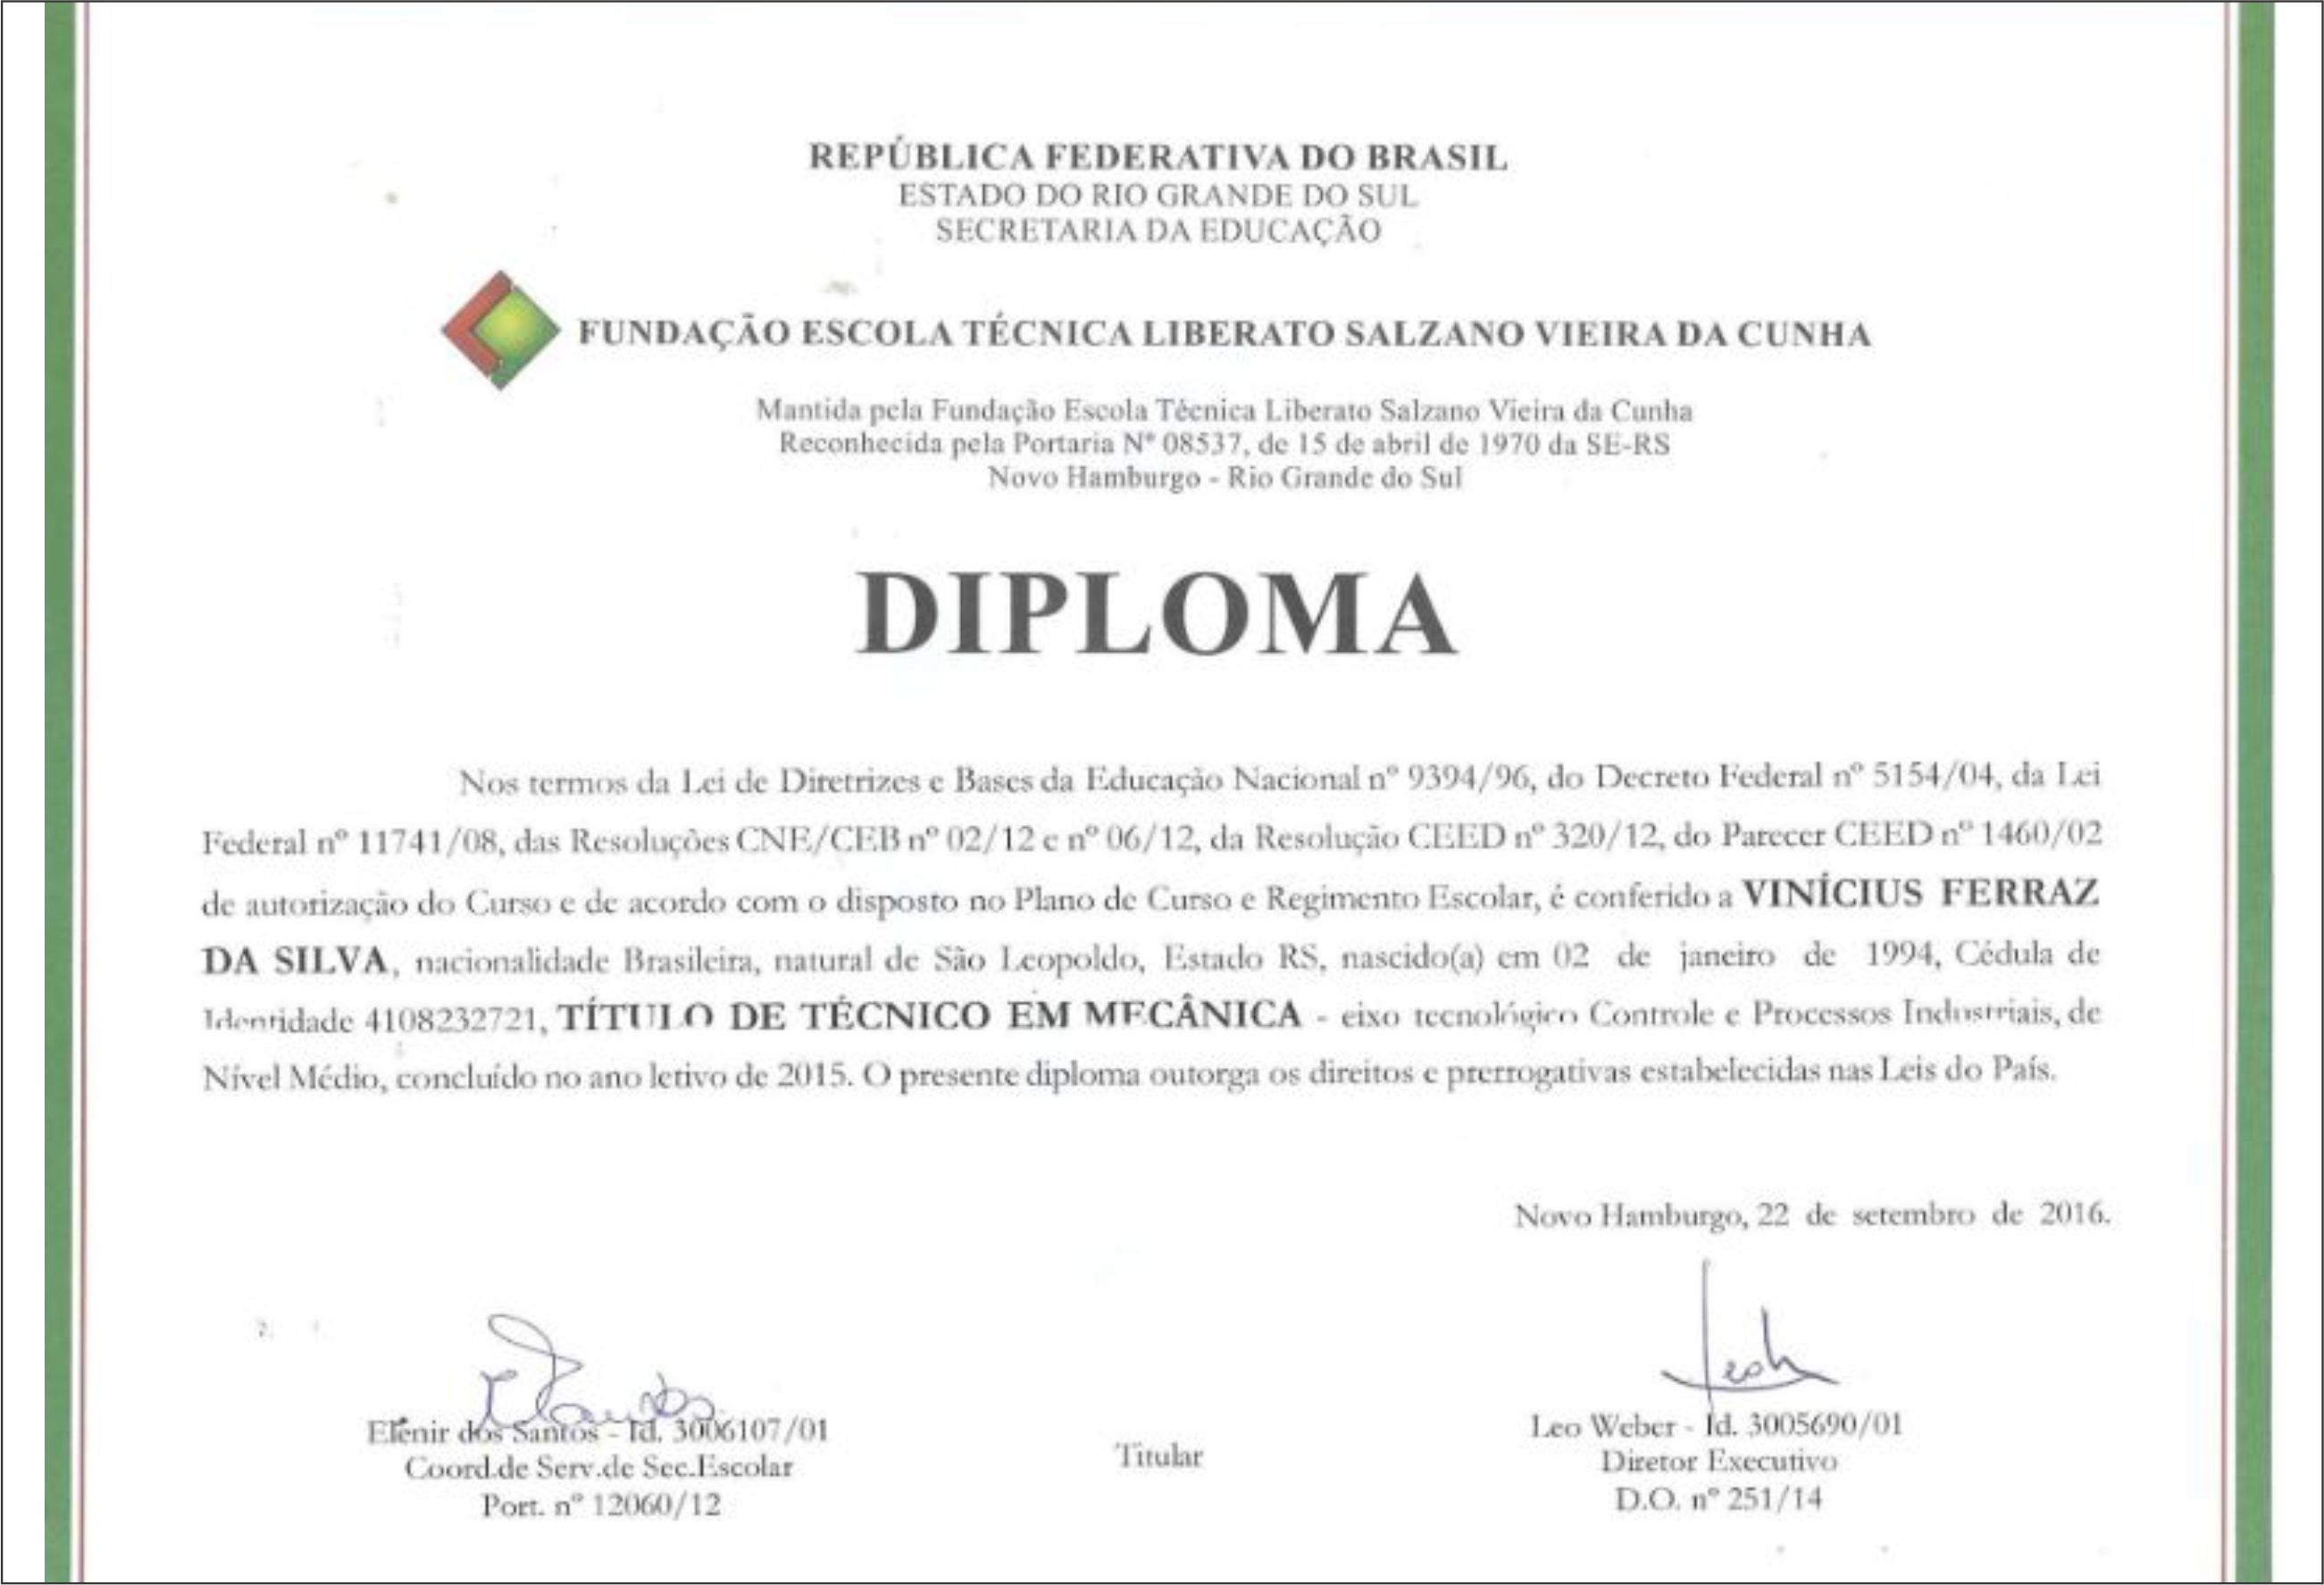 REPÚBLICA FEDERATIVA DO BRASIL
ESTADO DO RIO GRANDE DO SUL
SECRETARIA DA EDUCAÇÃO
FUNDAÇÃO ESCOLA TÉCNICA LIBERATO SALZANO VIEIRA DA CUNHA
Mantida pela Fundação Escola Técnica Liberato Salzano Vieira da Cunha
Reconhecida pela Portaria Nº 08537, de 15 de abril de 1970 da SE-RS
Novo Hamburgo - Rio Grande do Sul
DIPLOMA
Nos termos da Lei de Diretrizes e Bases da Educação Nacional nº 9394/96, do Decreto Federal nº 5154/04, da Lei
Federal nº 11741/08, das Resoluções CNE/CEB nº 02/12 e nº 06/12, da Resolução CEED nº 320/12, do Parecer CEED nº 1460/02
de autorização do Curso e de acordo com o disposto no Plano de Curso e Regimento Escolar, é conferido a VINÍCIUS FERRAZ
DA SILVA, nacionalidade Brasileira, natural de São Leopoldo, Estado RS, nascido(a) em 02 de janeiro de 1994, Cédula de
Identidade 4108232721, TÍTULO DE TÉCNICO EM MECÂNICA - eixo tecnológico Controle e Processos Industriais, de
Nível Médio, concluído no ano letivo de 2015. O presente diploma outorga os direitos e prerrogativas estabelecidas nas Leis do País.
Novo Hamburgo, 22 de setembro de 2016.
Elenir dos Santos - Id. 3006107/01
Coord.de Serv.de Sec.Escolar
Port. nº 12060/12
Titular
Leo Weber - Id. 3005690/01
Diretor Executivo
D.O. nº 251/14